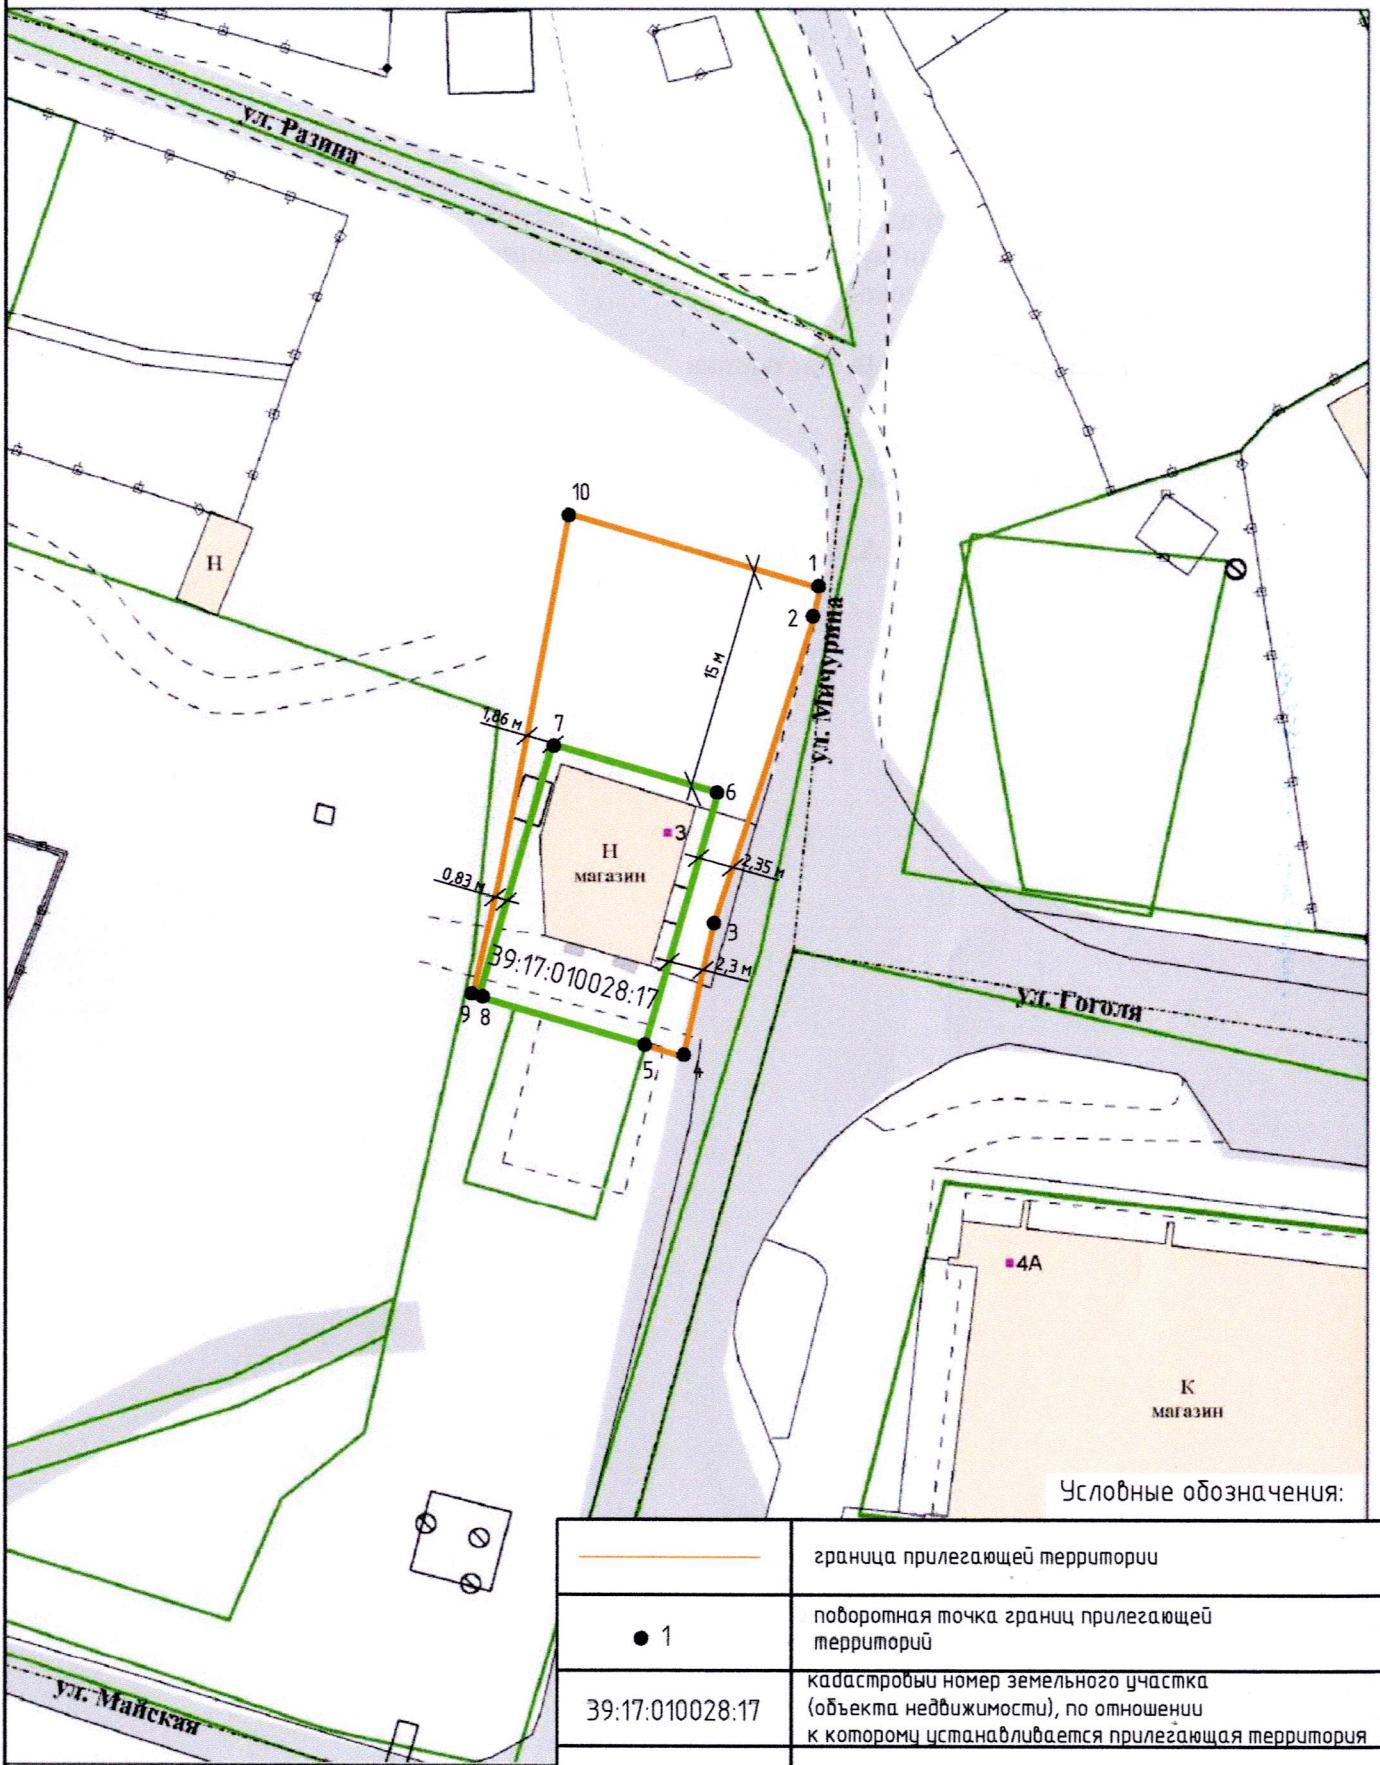 ул. Разина
10
1
2
ул. Мичурина
15 м
Н
1,86 м
7
6
3
Н
магазин
2,35 м
0,83 м
3
39:17:010028:17
2,3 м
9
8
5
4
ул. Гоголя
4А
К
магазин
Условные обозначения:
граница прилегающей территории
1
поворотная точка границ прилегающей
территорий
39:17:010028:17
кадастровый номер земельного участка
(объекта недвижимости), по отношении
к которому устанавливается прилегающая территория
ул. Майская